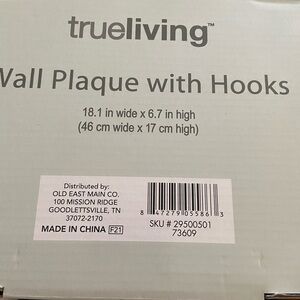 trueliving™
Wall Plaque with Hooks
18.1 in wide x 6.7 in high
(46 cm wide x 17 cm high)
Distributed by:
OLD EAST MAIN CO.
100 MISSION RIDGE
GOODLETTSVILLE, TN
37072-2170
MADE IN CHINA F21
8 47279 05586 3
SKU # 29500501
73609